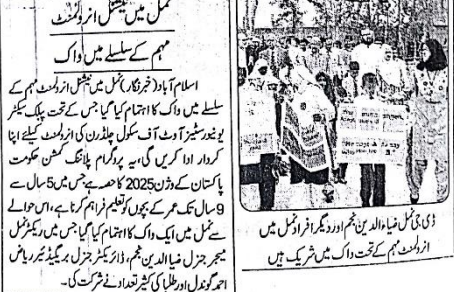 نمل میں نیشنل انرولمنٹ
مہم کے سلسلے میں واک
اسلام آباد (خبرنگار) نمل میں نیشنل انرولمنٹ مہم کے
سلسلے میں واک کا اہتمام کیا گیا جس کے تحت پبلک سیکٹر
یونیورسٹیز آوٹ آف سکول چلڈرن کی انرولمنٹ کیلئے اپنا
کردار ادا کریں گی، یہ پروگرام پلاننگ کمشن حکومت
پاکستان کے وژن 2025 کا حصہ ہے جس میں 5 سال سے
9 سال تک عمر کے بچوں کو تعلیم فراہم کرنا ہے، اس حوالے
سے نمل میں ایک واک کا اہتمام کیا گیا جس میں ریکٹر نمل
میجر جنرل ضیا الدین نجم، ڈائریکٹر جنرل بریگیڈئیر ریاض
احمد گوندل اور طلبا کی کثیر تعداد نے شرکت کی۔
ڈی جی نمل ضیاء الدین نجم اور دیگر افراد نمل میں
انرولمنٹ مہم کے تحت واک میں شریک ہیں